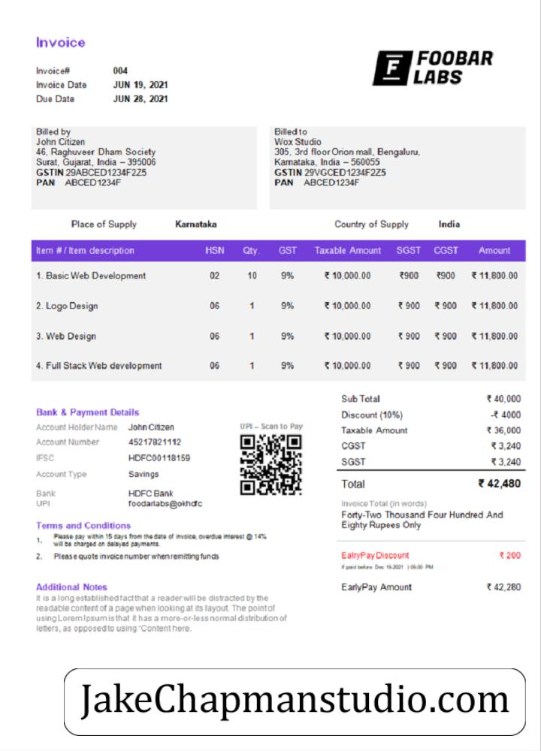 Invoice
FOOBAR
LABS
Invoice# 004
Invoice Date JUN 19, 2021
Due Date JUN 28, 2021
Billed by
John Citizen
46, Raghuveer Dham Society
Surat, Gujarat, India – 395006
GSTIN 29ABCED1234F2Z5
PAN ABCED1234F
Billed to
Wox Studio
305, 3rd floor Orion mall, Bengaluru,
Karnataka, India – 560055
GSTIN 29VGCED1234F2Z5
PAN ABCED1234F
Place of Supply Karnataka Country of Supply India
Item # / Item description HSN Qty. GST Taxable Amount SGST CGST Amount
1. Basic Web Development 02 10 9% ₹ 10,000.00 ₹900 ₹900 ₹ 11,800.00
2. Logo Design 06 1 9% ₹ 10,000.00 ₹ 900 ₹ 900 ₹ 11,800.00
3. Web Design 06 1 9% ₹ 10,000.00 ₹ 900 ₹ 900 ₹ 11,800.00
4. Full Stack Web development 06 1 9% ₹ 10,000.00 ₹ 900 ₹ 900 ₹ 11,800.00
Bank & Payment Details
Account Holder Name John Citizen
Account Number 45217821112
IFSC HDFC00118159
Account Type Savings
Bank HDFC Bank
UPI foodarlabs@okhdfc
UPI – Scan to Pay
Sub Total ₹ 40,000
Discount (10%) -₹ 4000
Taxable Amount ₹ 36,000
CGST ₹ 3,240
SGST ₹ 3,240
Total ₹ 42,480
Invoice Total (in words)
Forty-Two Thousand Four Hundred And
Eighty Rupees Only
EalryPay Discount ₹ 200
if paid before Dec 19,2021 | 05:00 PM
EarlyPay Amount ₹ 42,280
Terms and Conditions
1. Please pay within 15 days from the date of invoice, overdue interest @ 14%
will be charged on delayed payments.
2. Please quote invoice number when remitting funds
Additional Notes
It is a long established fact that a reader will be distracted by the
readable content of a page when looking at its layout. The point of
using Lorem Ipsum is that it has a more-or-less normal distribution of
letters, as opposed to using 'Content here.
JakeChapmanstudio.com